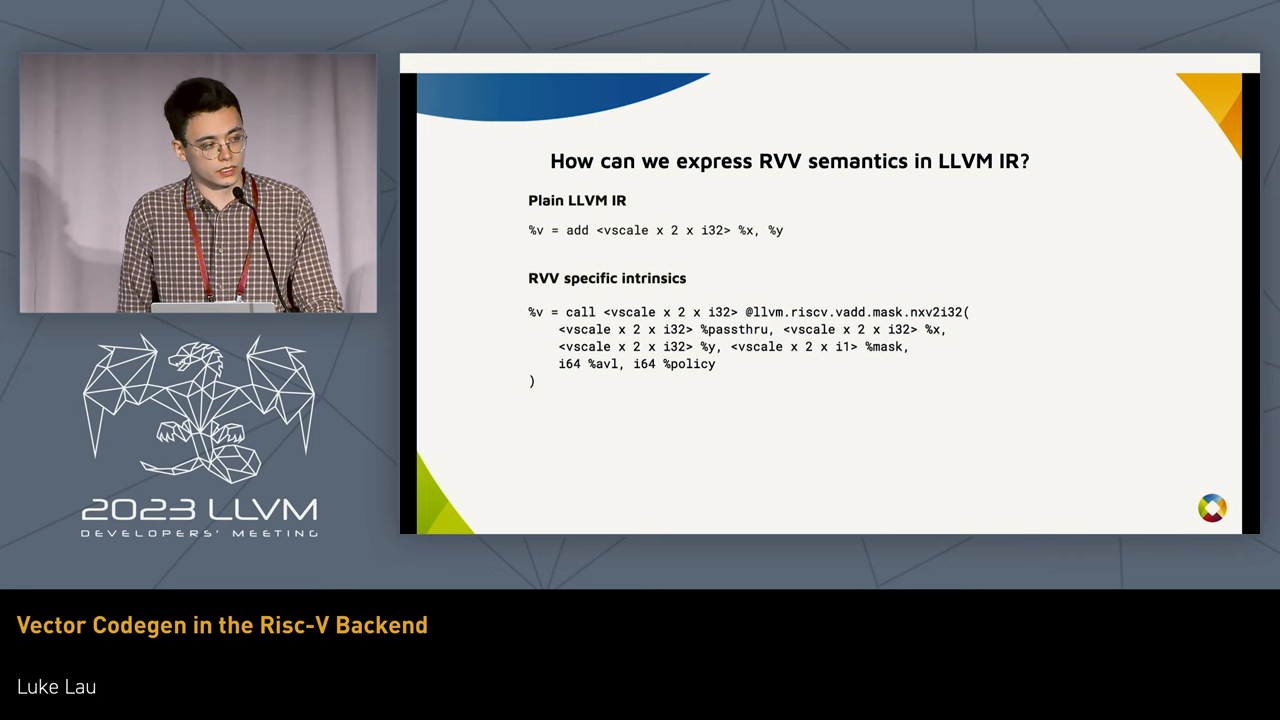 How can we express RVV semantics in LLVM IR?
Plain LLVM IR
%v = add <vscale x 2 x i32> %x, %y
RVV specific intrinsics
%v = call <vscale x 2 x i32> @llvm.riscv.vadd.mask.nxv2i32(
<vscale x 2 x i32> %passthru, <vscale x 2 x i32> %x,
<vscale x 2 x i32> %y, <vscale x 2 x i1> %mask,
i64 %avl, i64 %policy
)
2023 LLVM
DEVELOPERS' MEETING
Vector Codegen in the Risc-V Backend
Luke Lau